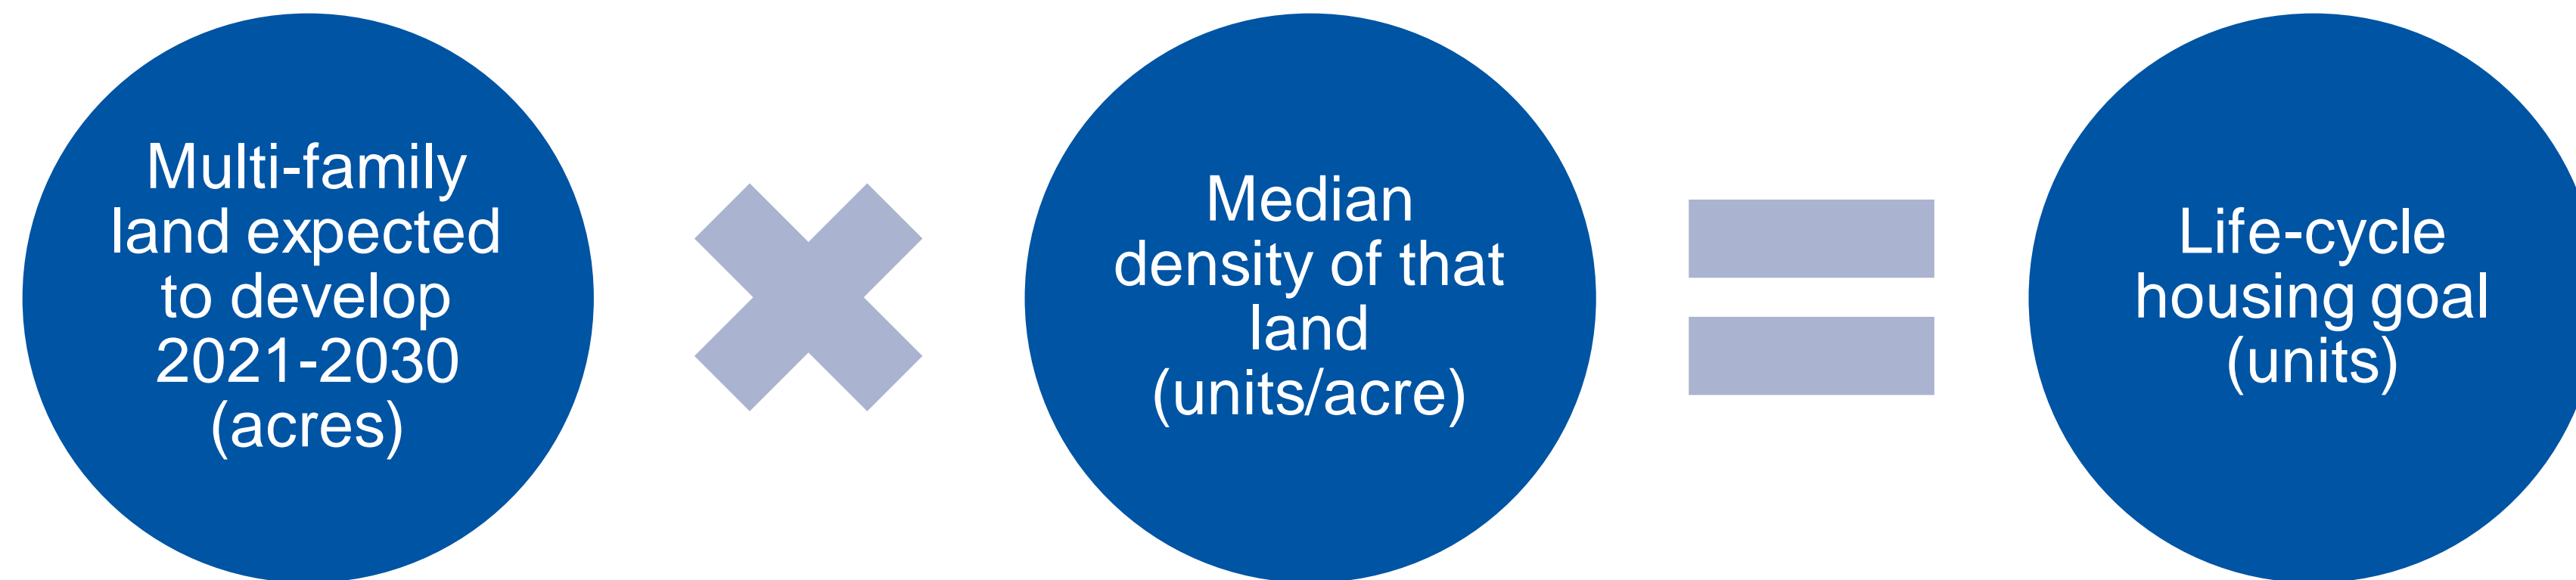 Multi-family
land expected
to develop
2021-2030
(acres)
Median
density of that
land
(units/acre)
Life-cycle
housing goal
(units)